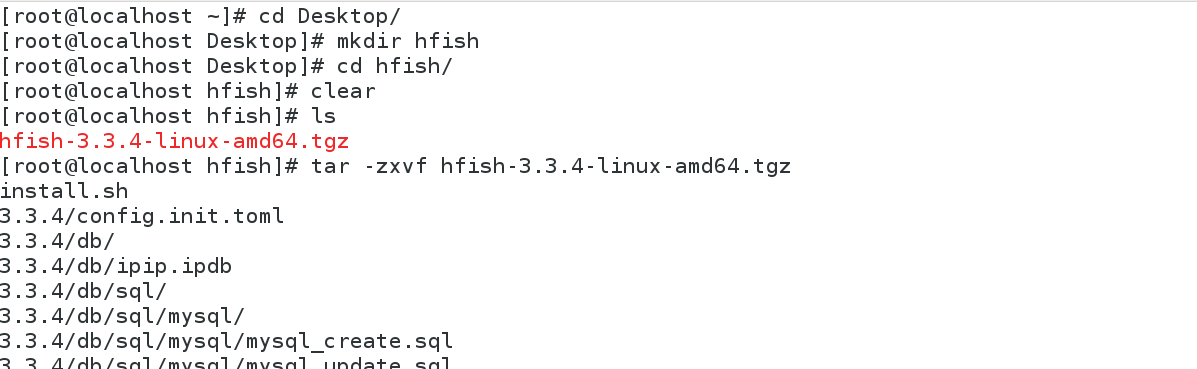 [root@localhost ~]# cd Desktop/
[root@localhost Desktop]# mkdir hfish
[root@localhost Desktop]# cd hfish/
[root@localhost hfish]# clear
[root@localhost hfish]# ls
hfish-3.3.4-linux-amd64.tgz
[root@localhost hfish]# tar -zxvf hfish-3.3.4-linux-amd64.tgz
install.sh
3.3.4/config.init.toml
3.3.4/db/
3.3.4/db/ipip.ipdb
3.3.4/db/sql/
3.3.4/db/sql/mysql/
3.3.4/db/sql/mysql/mysql_create.sql
3.3.4/db/sql/mysql/mysql_update.sql